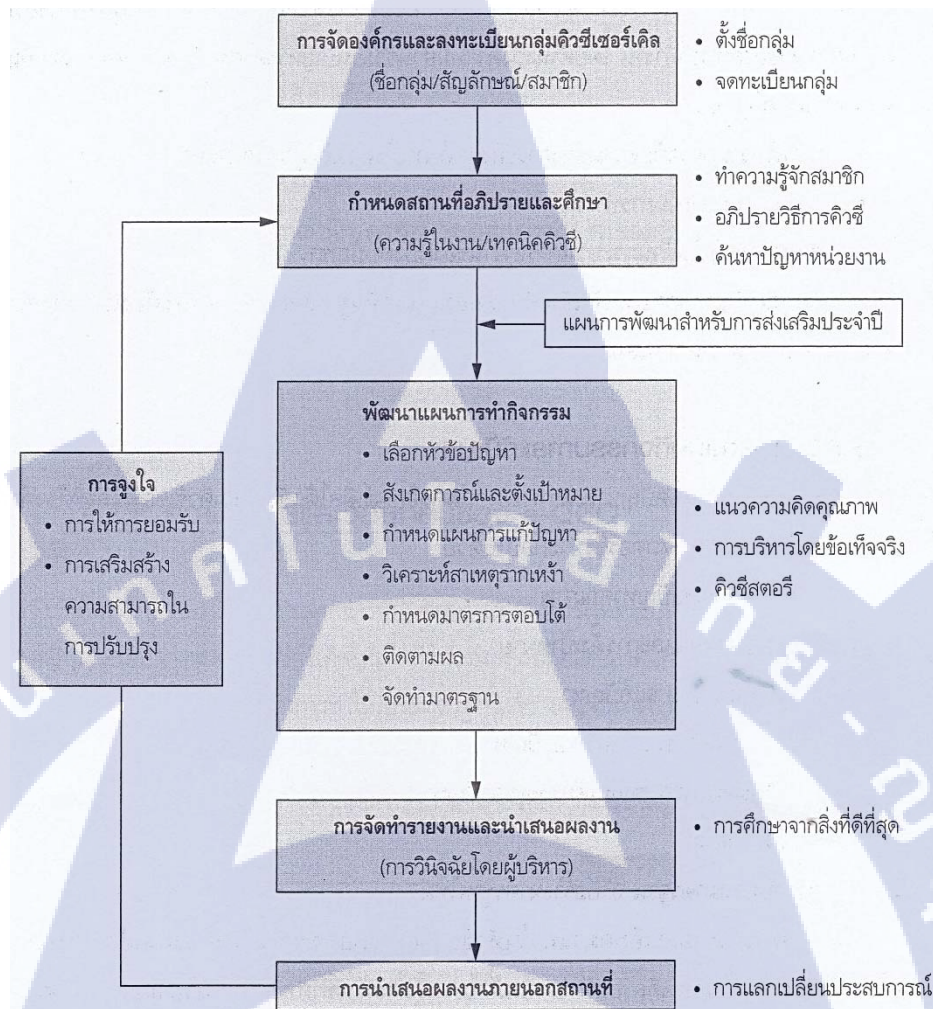 การจัดองค์กรและลงทะเบียนกลุ่มคิวซีเซอร์เคิล
(ชื่อกลุ่ม/สัญลักษณ์/สมาชิก)
• ตั้งชื่อกลุ่ม
• จดทะเบียนกลุ่ม
กำหนดสถานที่อภิปรายและศึกษา
(ความรู้ในงาน/เทคนิคคิวซี)
• ทำความรู้จักสมาชิก
• อภิปรายวิธีการคิวซี
• ค้นหาปัญหาหน่วยงาน
แผนการพัฒนาสำหรับการส่งเสริมประจำปี
พัฒนาแผนการทำกิจกรรม
• เลือกหัวข้อปัญหา
• สังเกตการณ์และตั้งเป้าหมาย
• กำหนดแผนการแก้ปัญหา
• วิเคราะห์สาเหตุรากเหง้า
• กำหนดมาตรการตอบโต้
• ติดตามผล
• จัดทำมาตรฐาน
• แนวความคิดคุณภาพ
• การบริหารโดยข้อเท็จจริง
• คิวซีสตอรี่
การจูงใจ
• การให้การยอมรับ
• การเสริมสร้าง
ความสามารถใน
การปรับปรุง
การจัดทำรายงานและนำเสนอผลงาน
(การวินิจฉัยโดยผู้บริหาร)
• การศึกษาจากสิ่งที่ดีที่สุด
การนำเสนอผลงานภายนอกสถานที่
• การแลกเปลี่ยนประสบการณ์